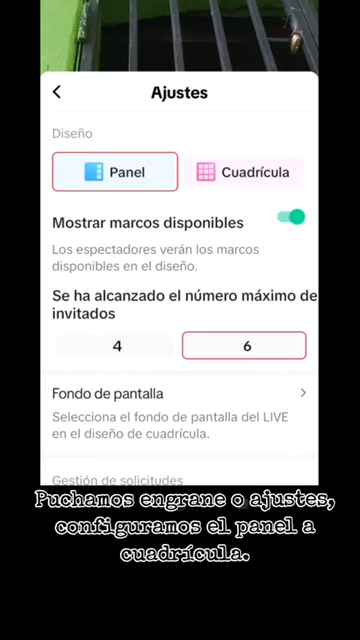 Ajustes
Diseño
Panel
Cuadrícula
Mostrar marcos disponibles
Los espectadores verán los marcos
disponibles en el diseño.
Se ha alcanzado el número máximo de
invitados
4
6
Fondo de pantalla
Selecciona el fondo de pantalla del LIVE
en el diseño de cuadrícula.
Gestión de solicitudes
Puchamos engrane o ajustes,
configuramos el panel a
cuadrícula.